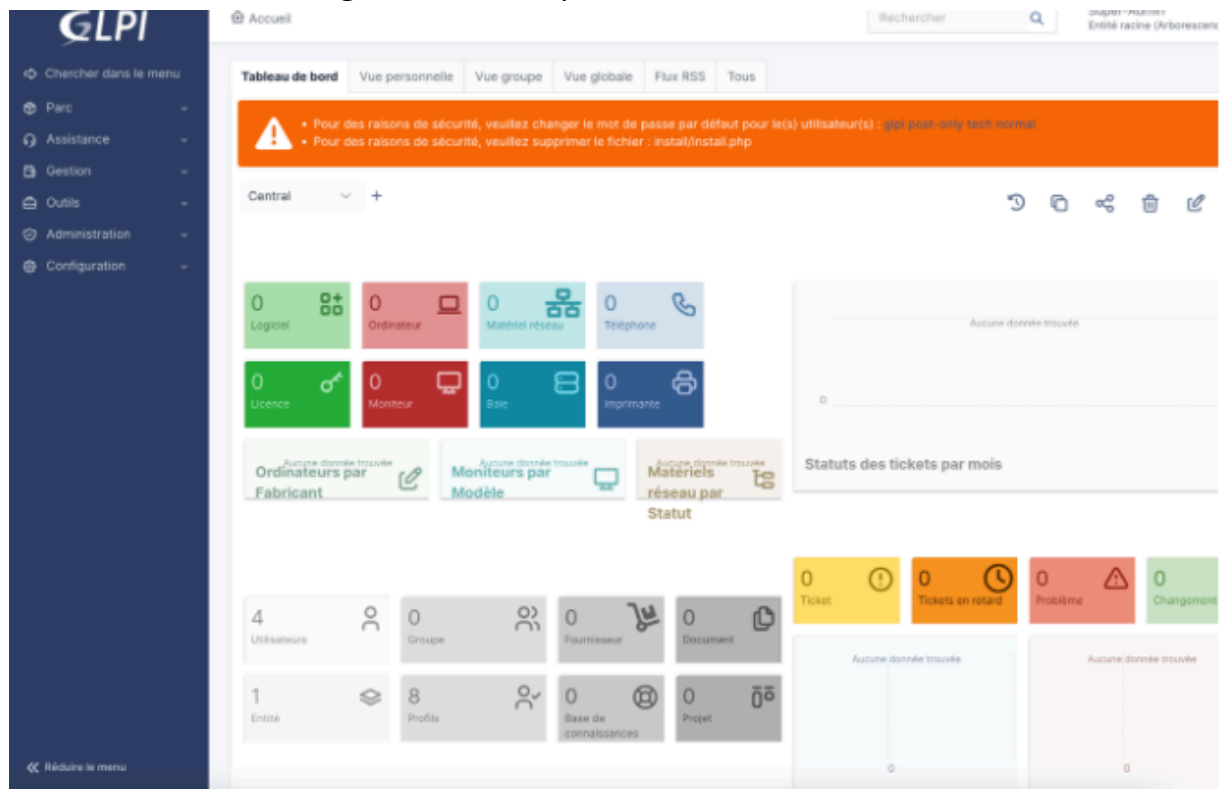 GLPI
Chercher dans le menu
Parc
Assistance
Gestion
Outils
Administration
Configuration
Réduire le menu
Accueil
Rechercher
Super-Admin
Entité racine (Arborescenc
Tableau de bord
Vue personnelle
Vue groupe
Vue globale
Flux RSS
Tous
• Pour des raisons de sécurité, veuillez changer le mot de passe par défaut pour le(s) utilisateur(s) : glpi post-only tech normal
• Pour des raisons de sécurité, veuillez supprimer le fichier : install/install.php
Central
0
Logiciel
0
Ordinateur
0
Matériel réseau
0
Téléphone
0
Licence
0
Moniteur
0
Baie
0
Imprimante
Aucune donnée trouvée
Ordinateurs par
Fabricant
Aucune donnée trouvée
Moniteurs par
Modèle
Aucune donnée trouvée
Matériels
réseau par
Statut
Aucune donnée trouvée
0
Statuts des tickets par mois
4
Utilisateurs
0
Groupe
0
Fournisseur
0
Document
1
Entité
8
Profils
0
Base de
connaissances
0
Projet
0
Ticket
0
Tickets en retard
0
Problème
0
Changement
Aucune donnée trouvée
0
Aucune donnée trouvée
0